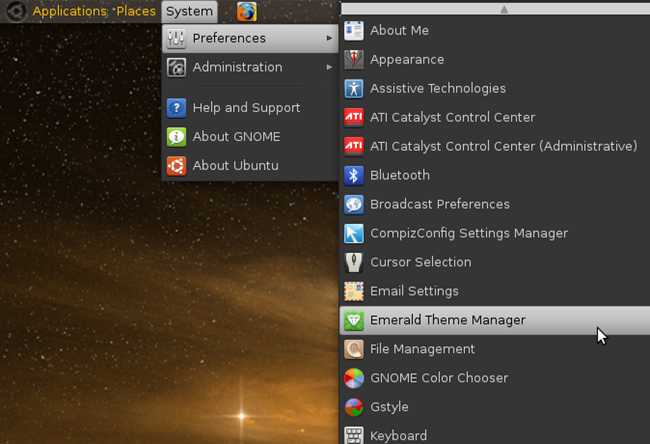 Applications Places System
Preferences
Administration
Help and Support
About GNOME
About Ubuntu
About Me
Appearance
Assistive Technologies
ATI ATI Catalyst Control Center
ATI ATI Catalyst Control Center (Administrative)
Bluetooth
Broadcast Preferences
CompizConfig Settings Manager
Cursor Selection
Email Settings
Emerald Theme Manager
File Management
GNOME Color Chooser
Gstyle
Keyboard